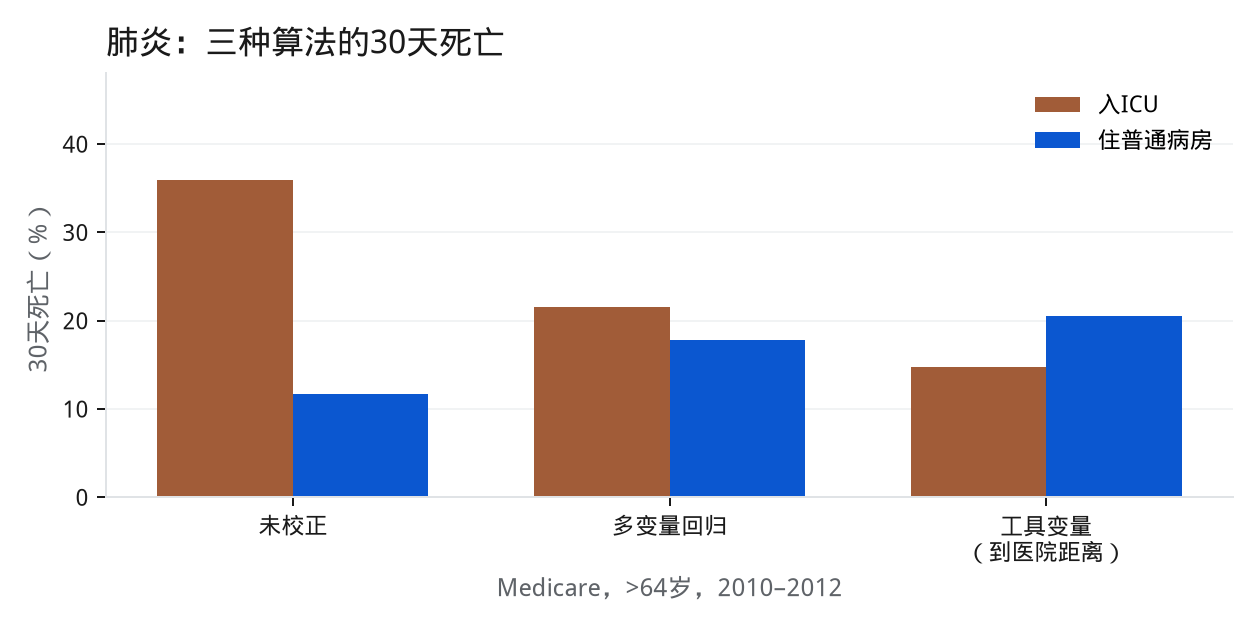 肺炎：三种算法的30天死亡
入ICU
住普通病房
30天死亡（%）
40
30
20
10
0
未校正
多变量回归
工具变量
（到医院距离）
Medicare，>64岁，2010–2012